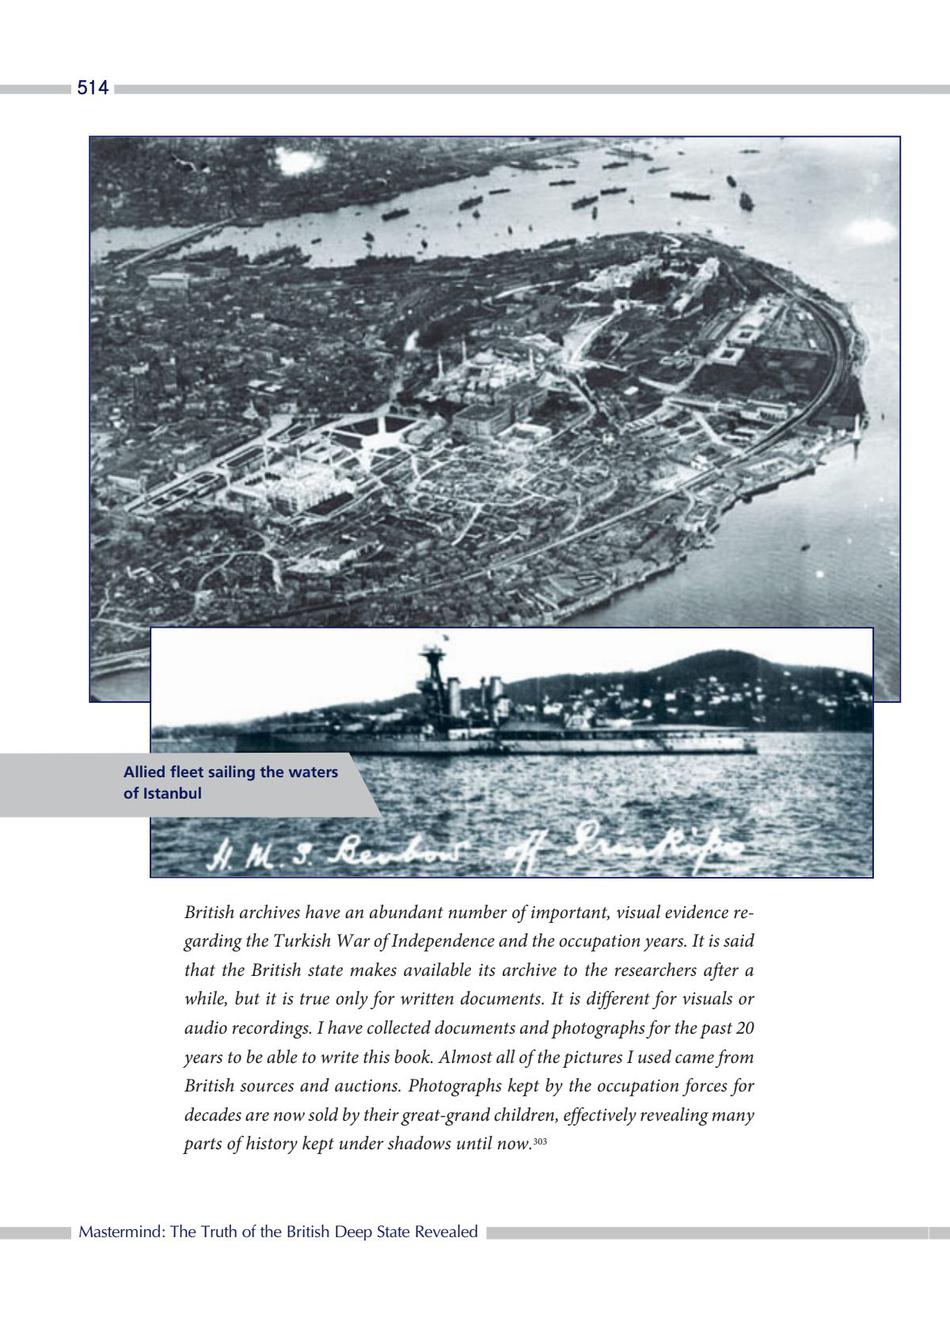 514
Allied fleet sailing the waters
of Istanbul
H.M.S. Benbow off Prinkipo
British archives have an abundant number of important, visual evidence re-
garding the Turkish War of Independence and the occupation years. It is said
that the British state makes available its archive to the researchers after a
while, but it is true only for written documents. It is different for visuals or
audio recordings. I have collected documents and photographs for the past 20
years to be able to write this book. Almost all of the pictures I used came from
British sources and auctions. Photographs kept by the occupation forces for
decades are now sold by their great-grand children, effectively revealing many
parts of history kept under shadows until now.303
Mastermind: The Truth of the British Deep State Revealed